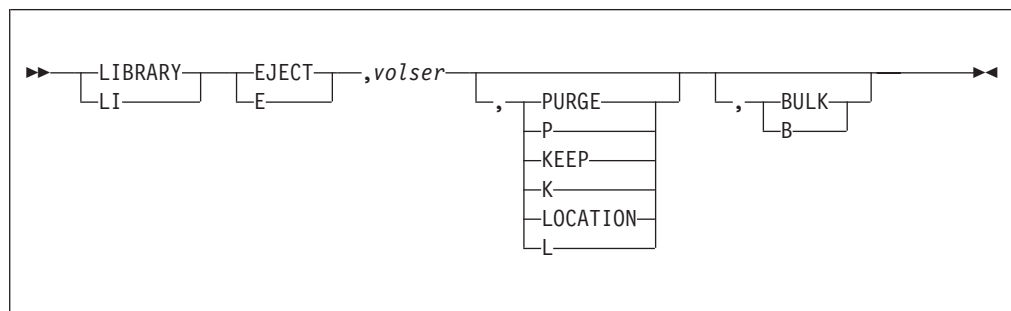 LIBRARY EJECT ,volser
LI E , PURGE , BULK
P B
KEEP
K
LOCATION
L